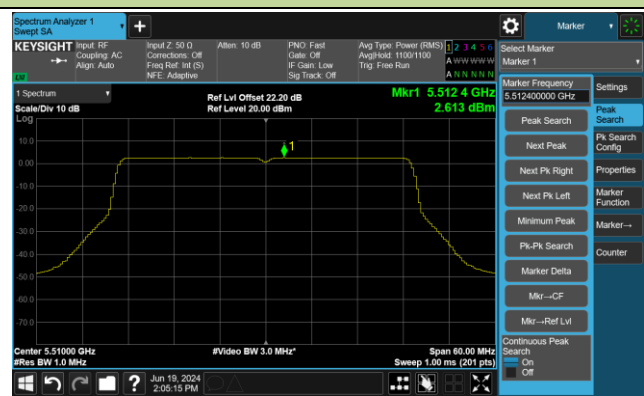 Spectrum Analyzer 1
Swept SA
Marker
KEYSIGHT
Input: RF
Coupling: AC
Align: Auto
Input Z: 50 Ω
Corrections: Off
Freq Ref: Int (S)
NFE: Adaptive
Atten: 10 dB
PNO: Fast
Gate: Off
IF Gain: Low
Sig Track: Off
Avg Type: Power (RMS)
Avg|Hold: 1100/1100
Trig: Free Run
1 2 3 4 5 6
A W W W W W
A N N N N N
LXI
Select Marker
Marker 1
1 Spectrum
Scale/Div 10 dB
Log
Ref Lvl Offset 22.20 dB
Ref Level 20.00 dBm
Mkr1 5.512 4 GHz
2.613 dBm
1
10.0
0.00
-10.0
-20.0
-30.0
-40.0
-50.0
-60.0
-70.0
Center 5.51000 GHz
#Res BW 1.0 MHz
#Video BW 3.0 MHz*
Span 60.00 MHz
Sweep 1.00 ms (201 pts)
Marker Frequency
5.512400000 GHz
Peak Search
Next Peak
Next Pk Right
Next Pk Left
Minimum Peak
Pk-Pk Search
Marker Delta
Mkr→CF
Mkr→Ref Lvl
Continuous Peak
Search
On
Off
Settings
Peak
Search
Pk Search
Config
Properties
Marker
Function
Marker→
Counter
Jun 19, 2024
2:05:15 PM